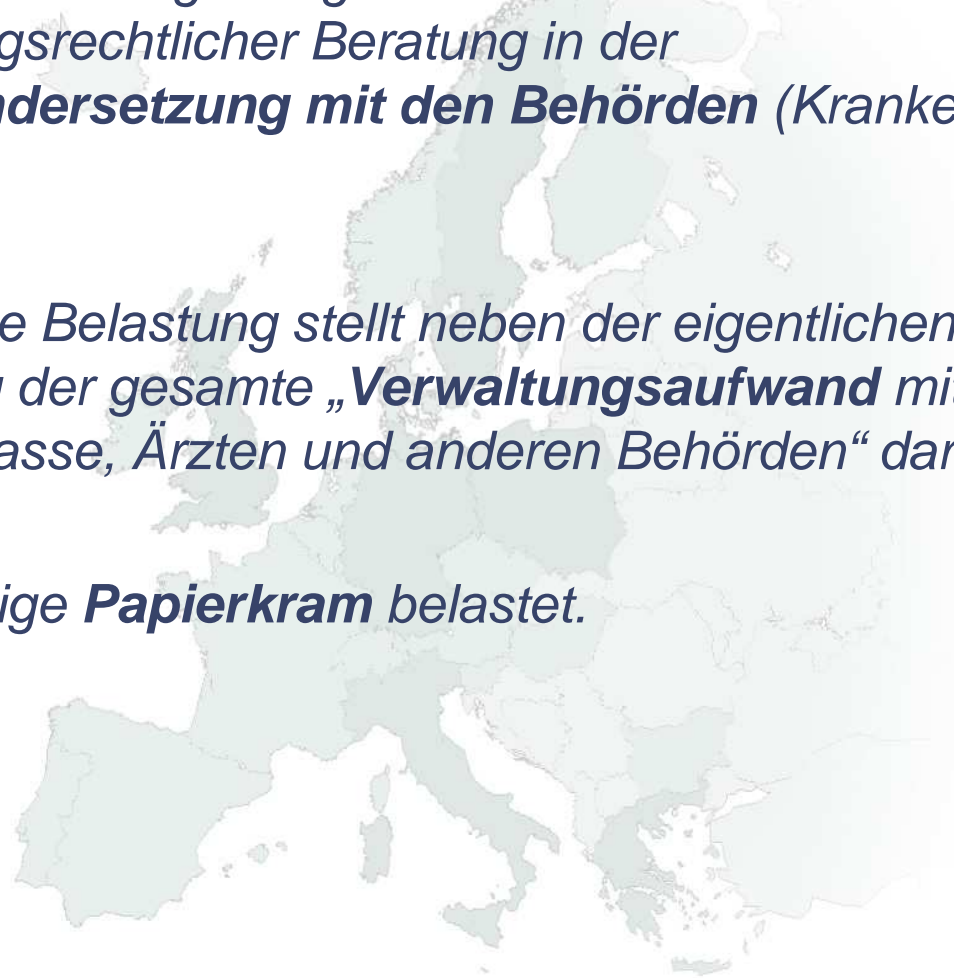 gsrechtlicher Beratung in der
ndersetzung mit den Behörden (Kranke
e Belastung stellt neben der eigentlichen
der gesamte „Verwaltungsaufwand mit
asse, Ärzten und anderen Behörden“ dar
ige Papierkram belastet.